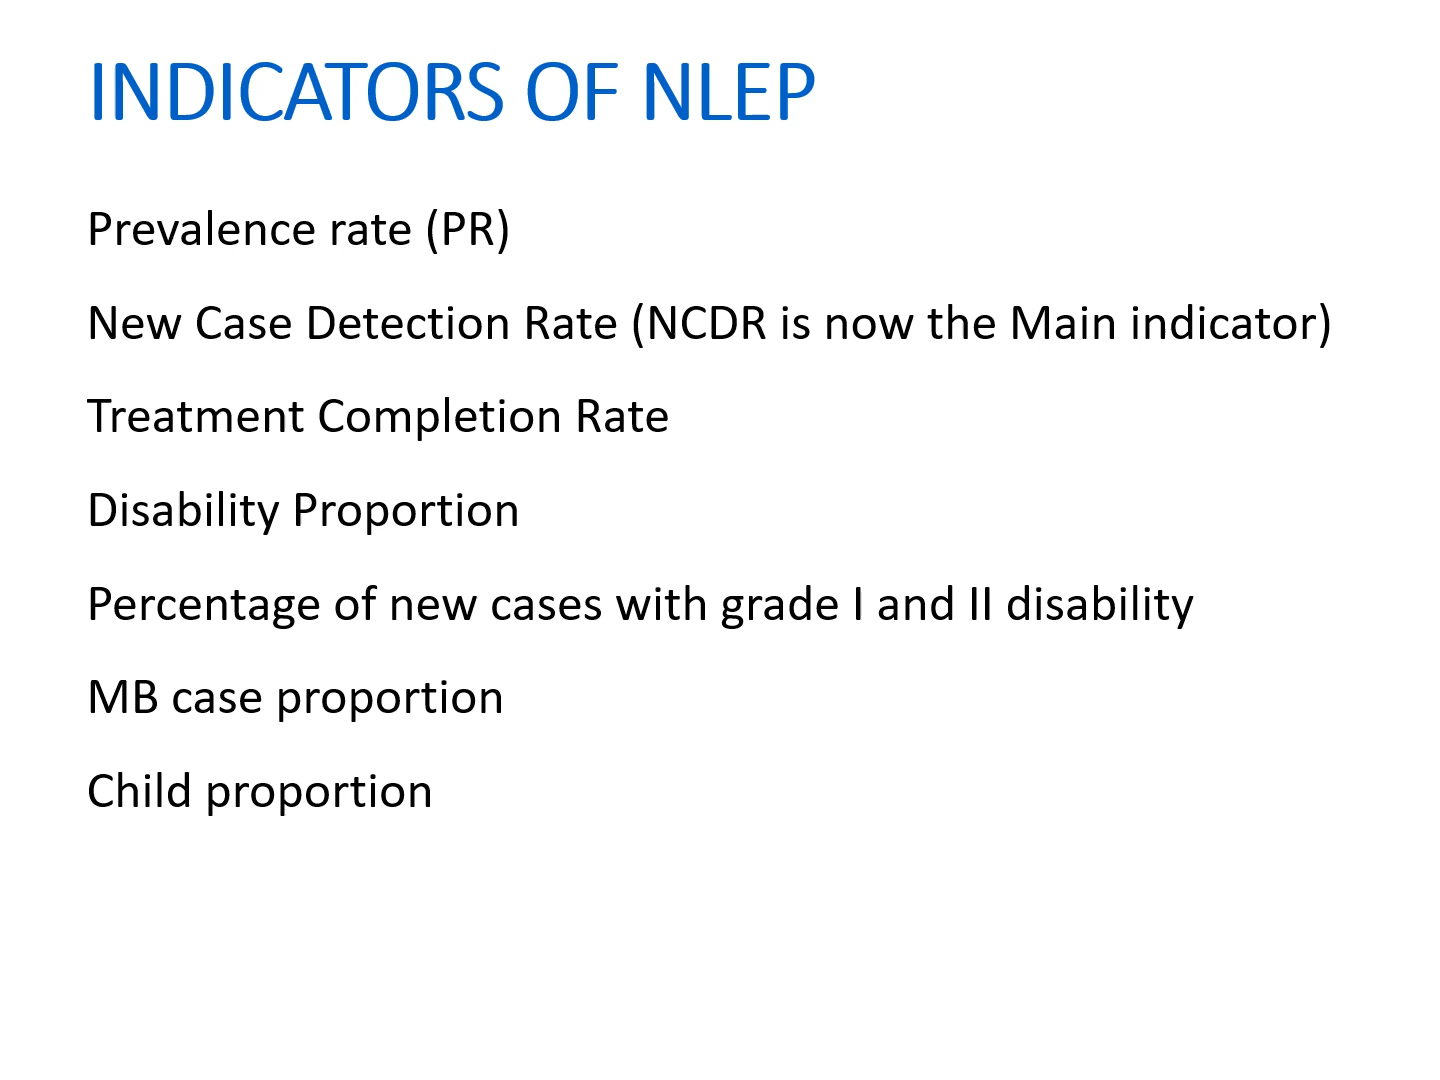 INDICATORS OF NLEP
Prevalence rate (PR)
New Case Detection Rate (NCDR is now the Main indicator)
Treatment Completion Rate
Disability Proportion
Percentage of new cases with grade I and II disability
MB case proportion
Child proportion